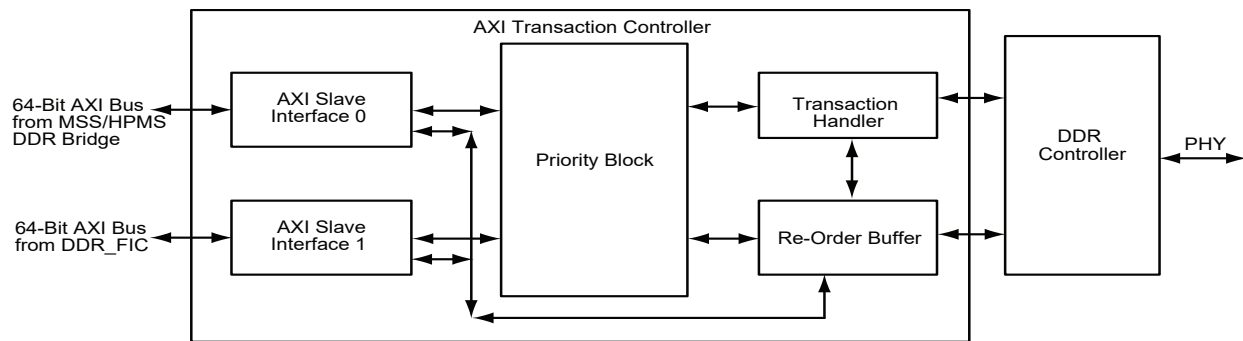 AXI Transaction Controller
64-Bit AXI Bus
from MSS/HPMS
DDR Bridge
AXI Slave
Interface 0
Priority Block
Transaction
Handler
DDR
Controller
PHY
64-Bit AXI Bus
from DDR_FIC
AXI Slave
Interface 1
Re-Order Buffer